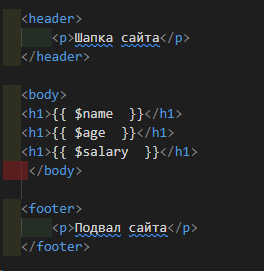 <header>
<p>Шапка сайта</p>
</header>
<body>
<h1>{{ $name  }}</h1>
<h1>{{ $age  }}</h1>
<h1>{{ $salary  }}</h1>
</body>
<footer>
<p>Подвал сайта</p>
</footer>